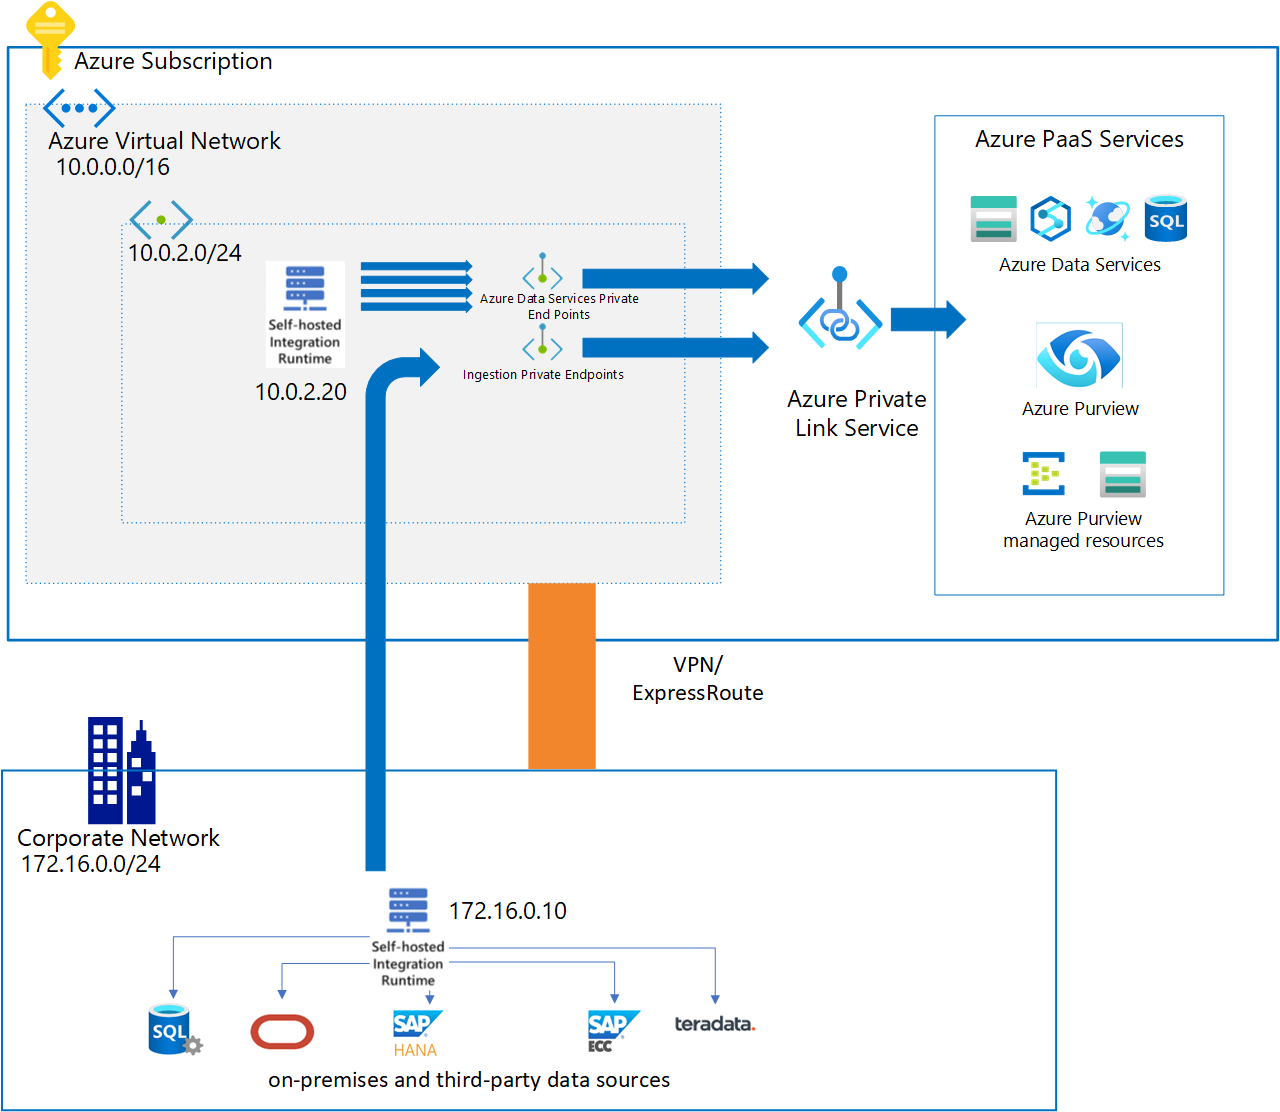 Azure Subscription
Azure Virtual Network
10.0.0.0/16
10.0.2.0/24
Self-hosted
Integration
Runtime
10.0.2.20
Azure Data Services Private
End Points
Ingestion Private Endpoints
Azure Private
Link Service
Azure PaaS Services
SQL
Azure Data Services
Azure Purview
Azure Purview
managed resources
VPN/
ExpressRoute
Corporate Network
172.16.0.0/24
172.16.0.10
Self-hosted
Integration
Runtime
SQL
SAP
HANA
SAP
ECC
teradata.
on-premises and third-party data sources